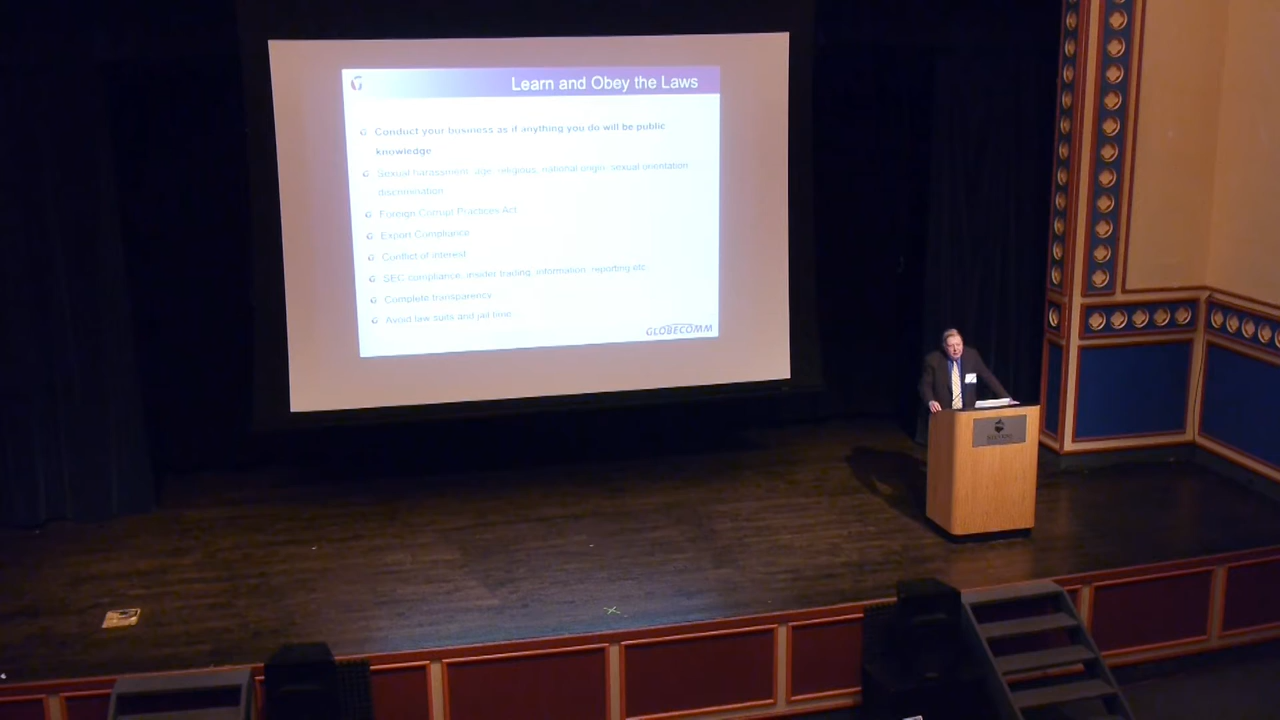 Learn and Obey the Laws
Conduct your business as if anything you do will be public
knowledge
Sexual harassment, age, religious, national origin, sexual orientation
discrimination
Foreign Corrupt Practices Act
Export Compliance
Conflict of interest
SEC compliance, insider trading, information, reporting etc.
Complete transparency
Avoid law suits and jail time
GLOBECOMM